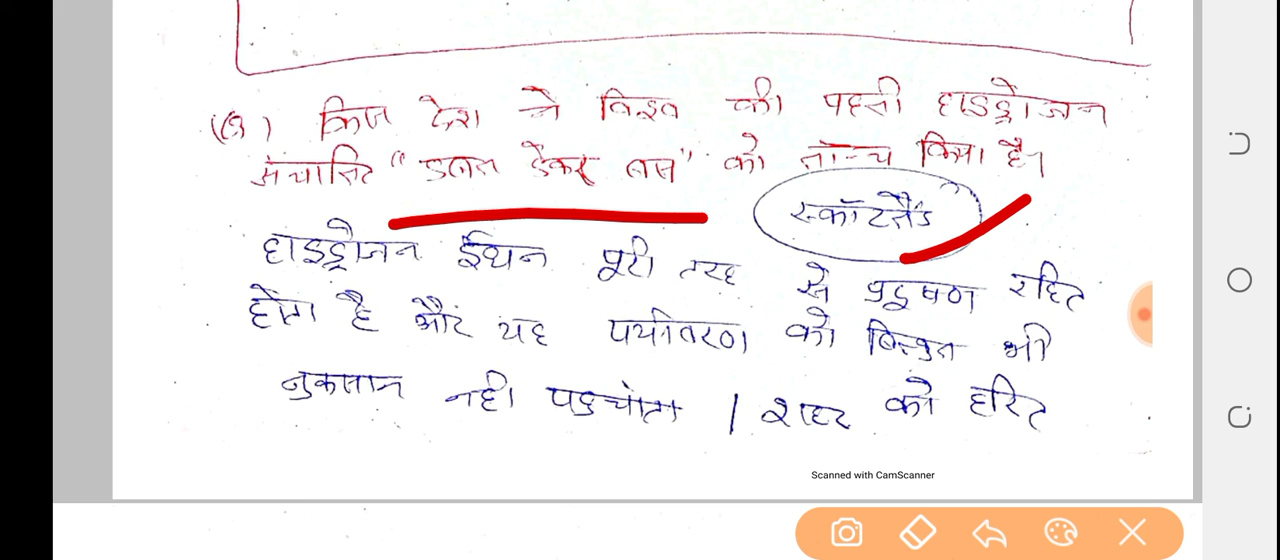 (Q) किस देश ने विश्व की पहली हाइड्रोजन
संचालित "डबल डेकर बस" को लॉन्च किया है।
स्कॉटलैंड
हाइड्रोजन ईंधन पूरी तरह से प्रदूषण रहित
होता है और यह पर्यावरण को बिल्कुल भी
नुकसान नही पहुचाता | शहर को हरित
Scanned with CamScanner